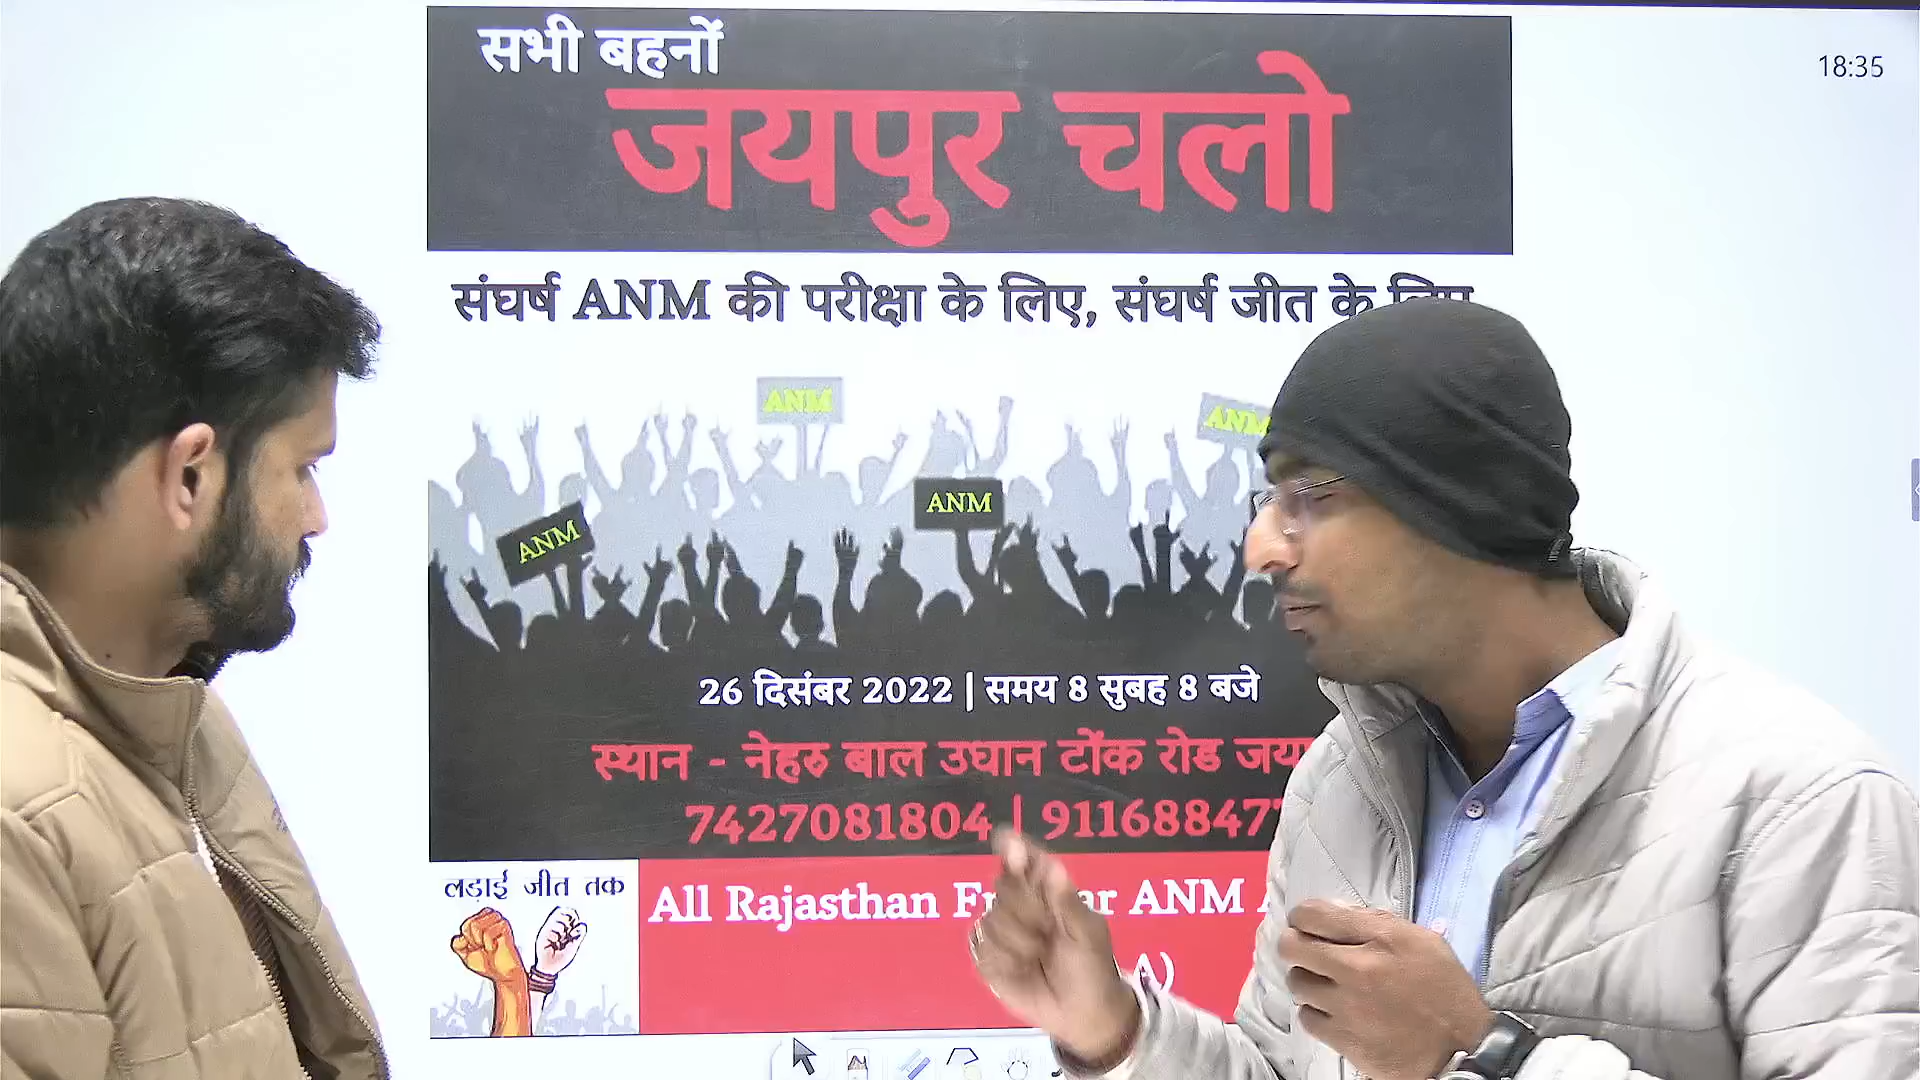 सभी बहनों
18:35
जयपुर चलो
संघर्ष ANM की परीक्षा के लिए, संघर्ष जीत के लिए
ANM
ANM
ANM
ANM
26 दिसंबर 2022 | समय 8 सुबह 8 बजे
स्थान - नेहरु बाल उघान टोंक रोड
7427081804 |
लड़ाई जीत तक
All Rajasthan ANM